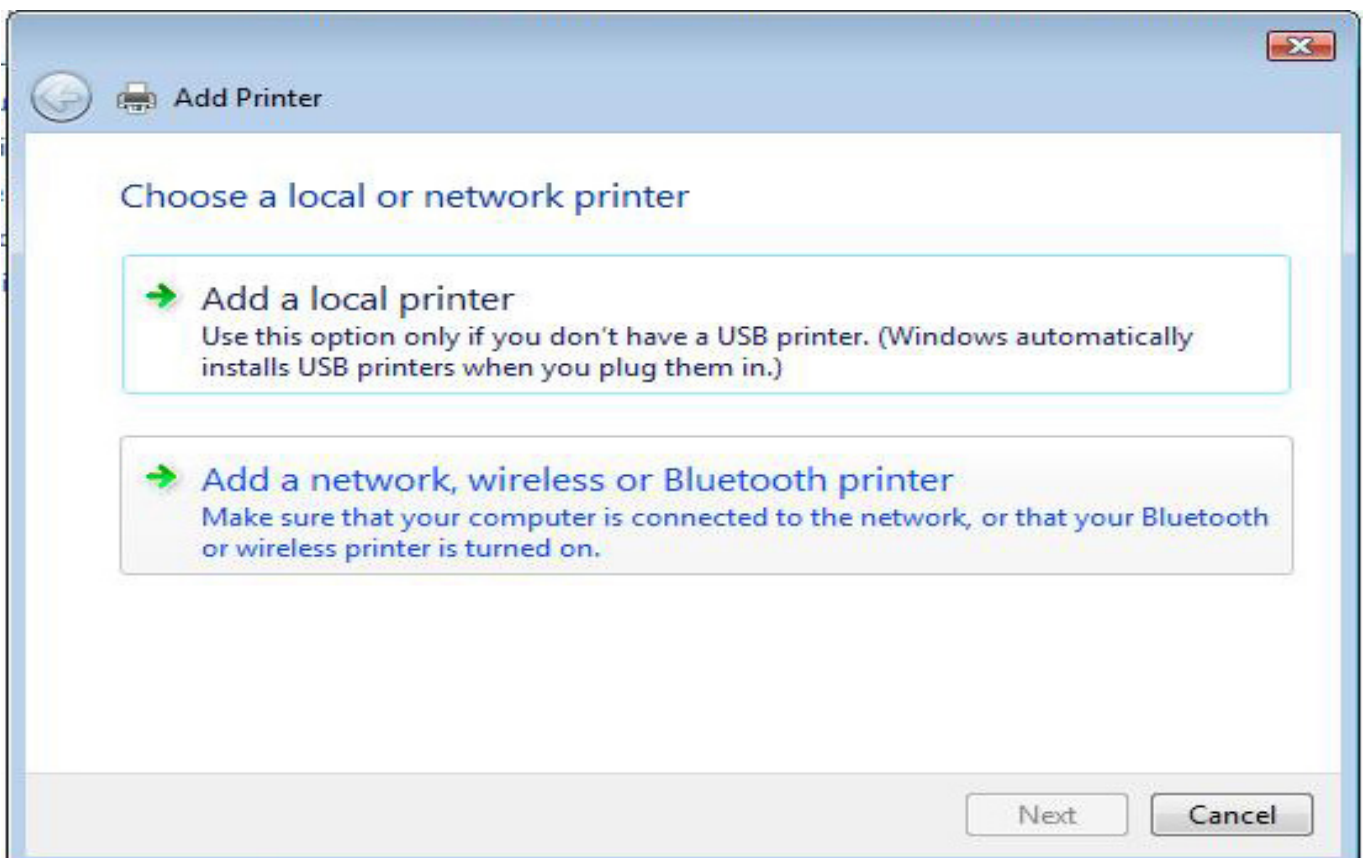 Add Printer
Choose a local or network printer
Add a local printer
Use this option only if you don't have a USB printer. (Windows automatically
installs USB printers when you plug them in.)
Add a network, wireless or Bluetooth printer
Make sure that your computer is connected to the network, or that your Bluetooth
or wireless printer is turned on.
Next
Cancel